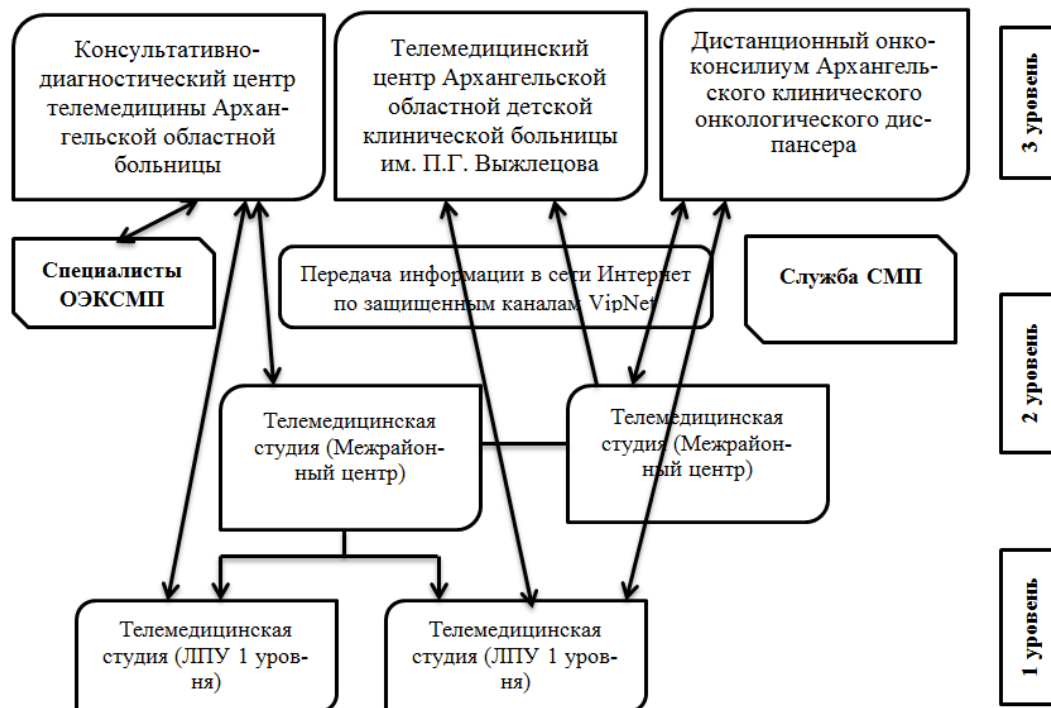 Консультативно-
диагностический центр
телемедицины Архан-
гельской областной
больницы
Телемедицинский
центр Архангельской
областной детской
клинической больницы
им. П.Г. Выжлецова
Дистанционный онко-
консилиум Архангель-
ского клинического
онкологического дис-
пансера
3 уровень
Специалисты
ОЭКСМП
Передача информации в сети Интернет
по защищенным каналам VipNet
Служба СМП
2 уровень
Телемедицинская
студия (Межрайон-
ный центр)
Телемедицинская
студия (Межрайон-
ный центр)
1 уровень
Телемедицинская
студия (ЛПУ 1 уров-
ня)
Телемедицинская
студия (ЛПУ 1 уров-
ня)